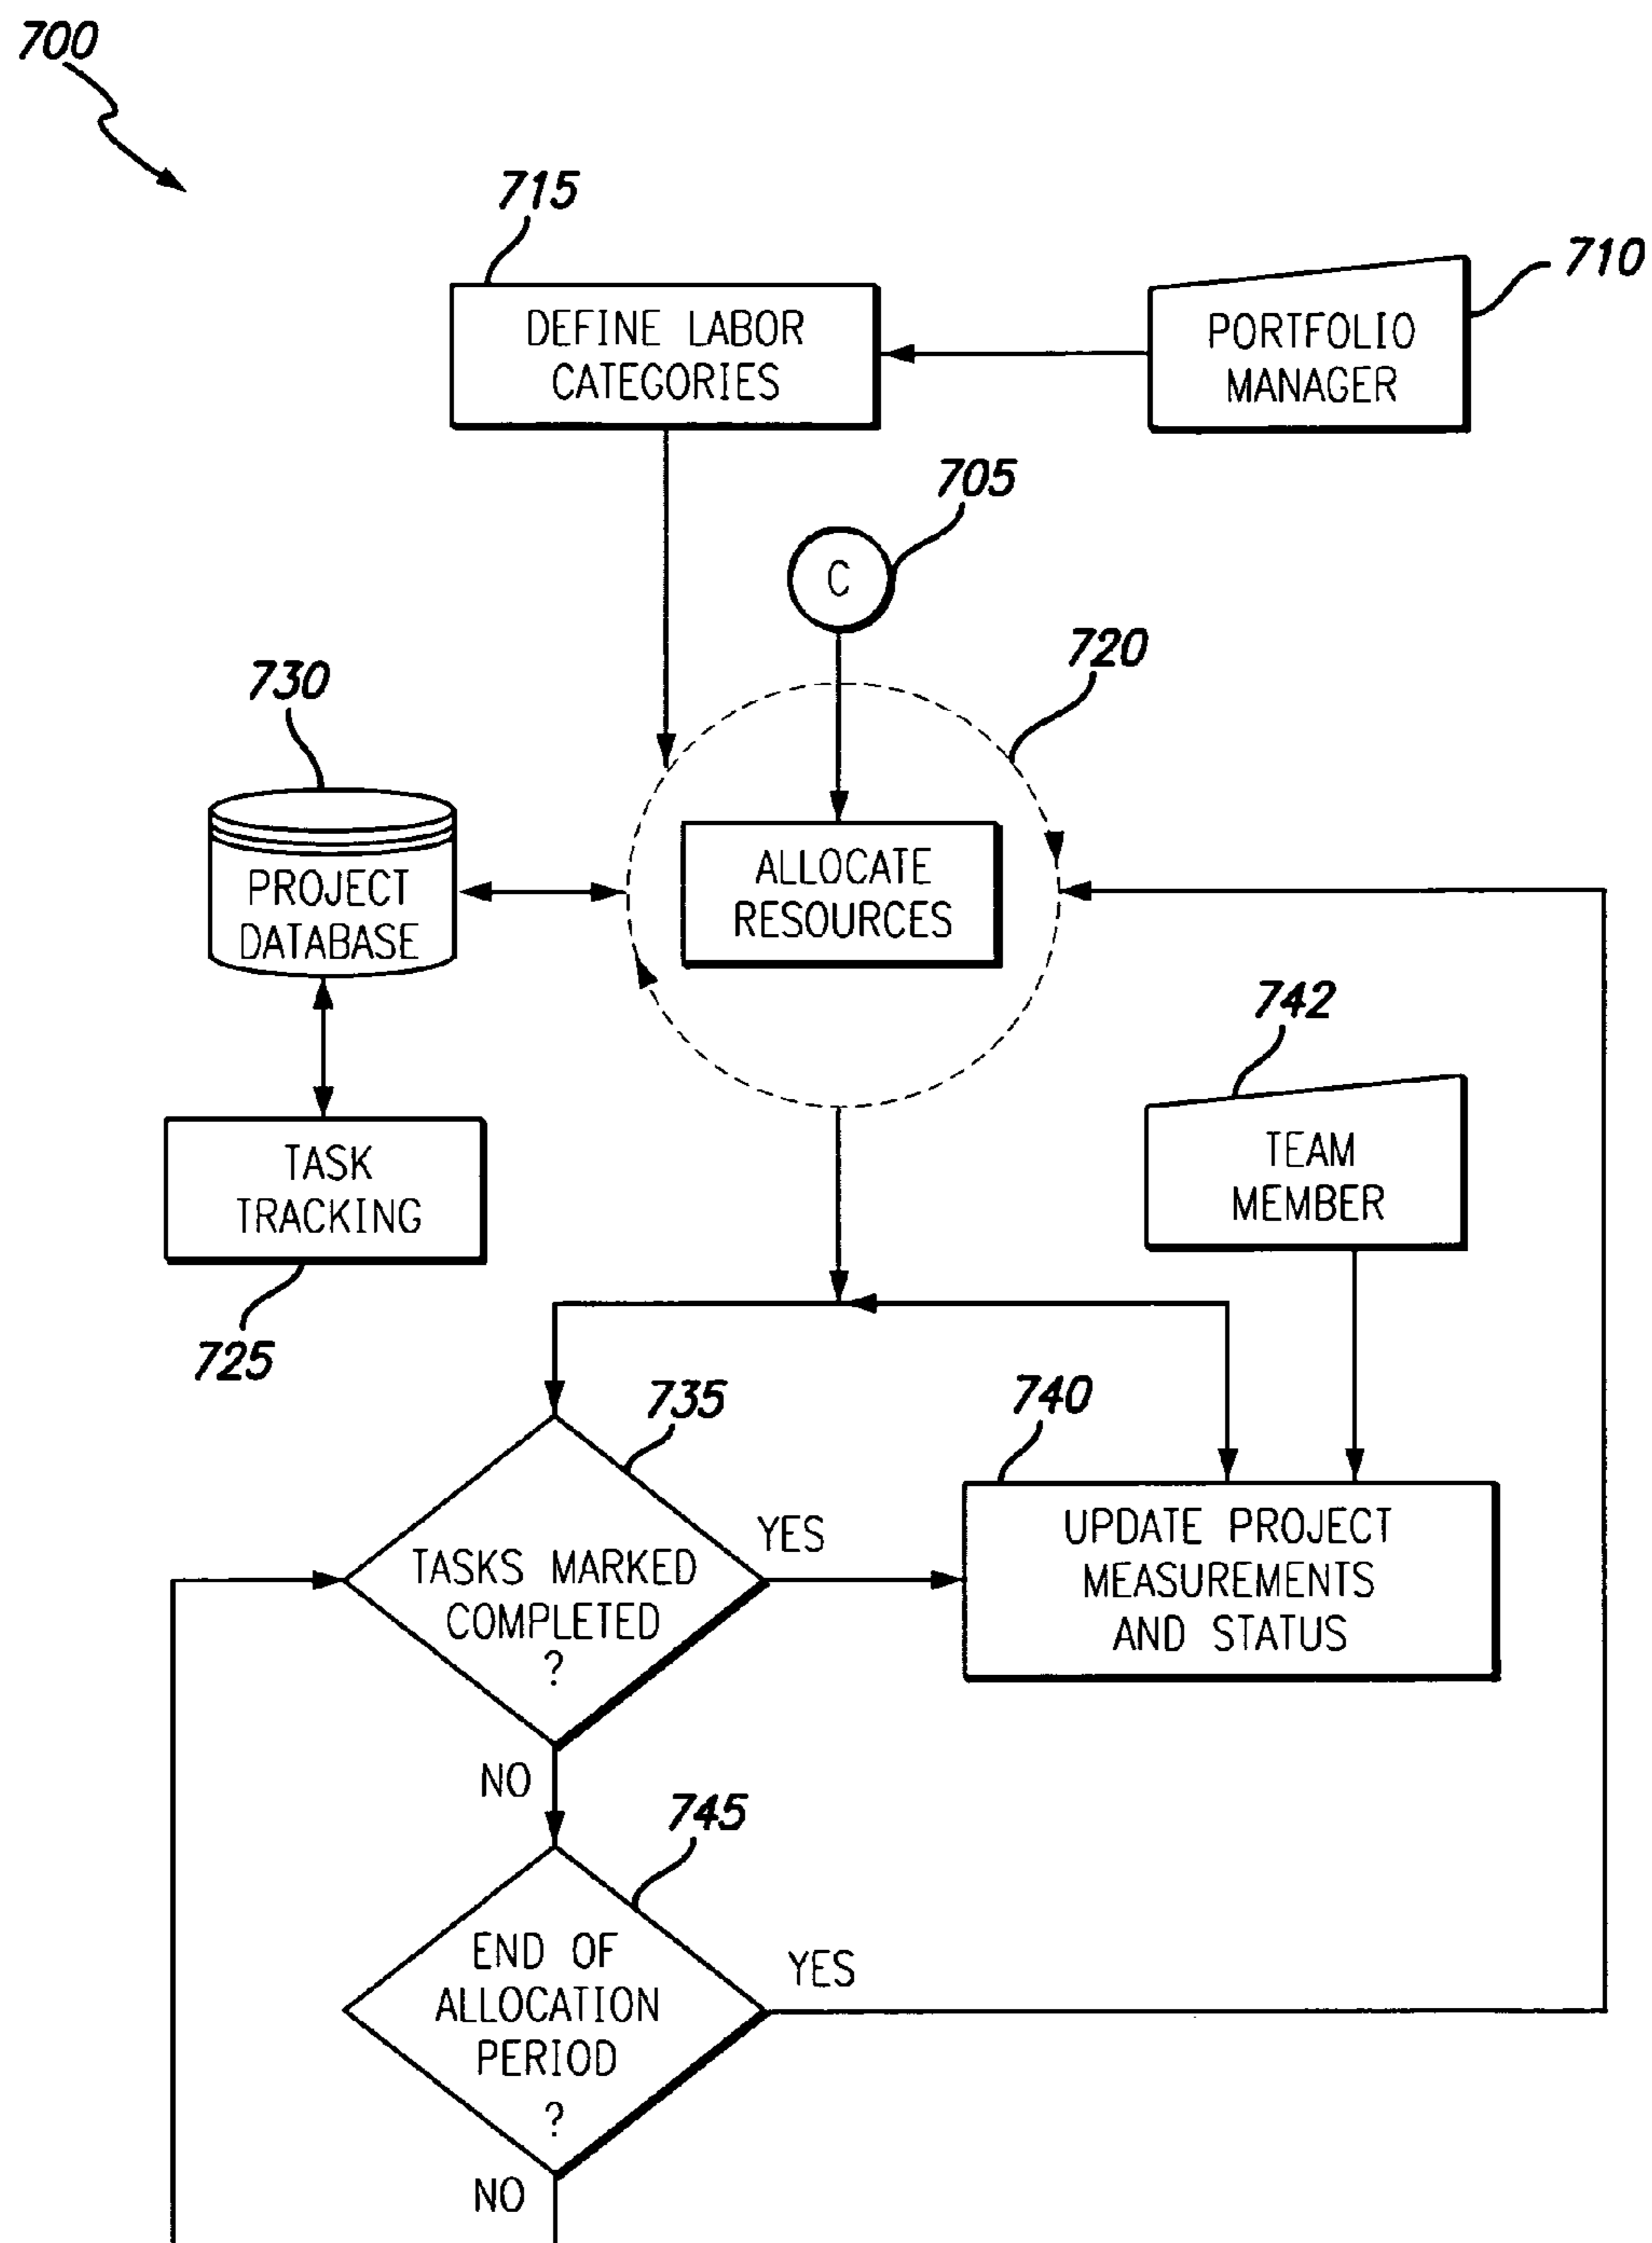 700
715
710
DEFINE LABOR
CATEGORIES
PORTFOLIO
MANAGER
705
C
720
730
ALLOCATE
RESOURCES
PROJECT
DATABASE
742
TASK
TRACKING
TEAM
MEMBER
725
735
740
YES
UPDATE PROJECT
MEASUREMENTS
AND STATUS
TASKS MARKED
COMPLETED
?
NO
745
END OF
ALLOCATION
PERIOD
?
YES
NO